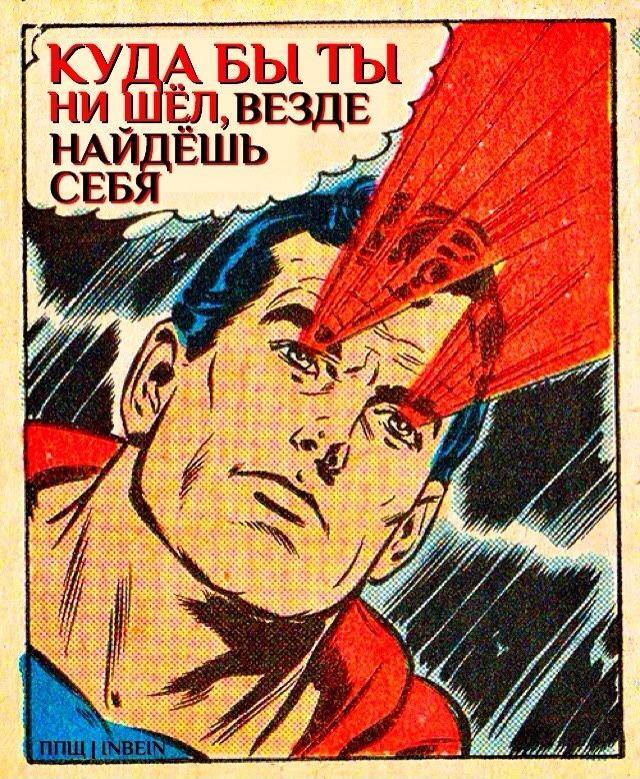 КУДА БЫ ТЫ
НИ ШЁЛ, ВЕЗДЕ
НАЙДЁШЬ
СЕБЯ
ППЩ | INBEIN